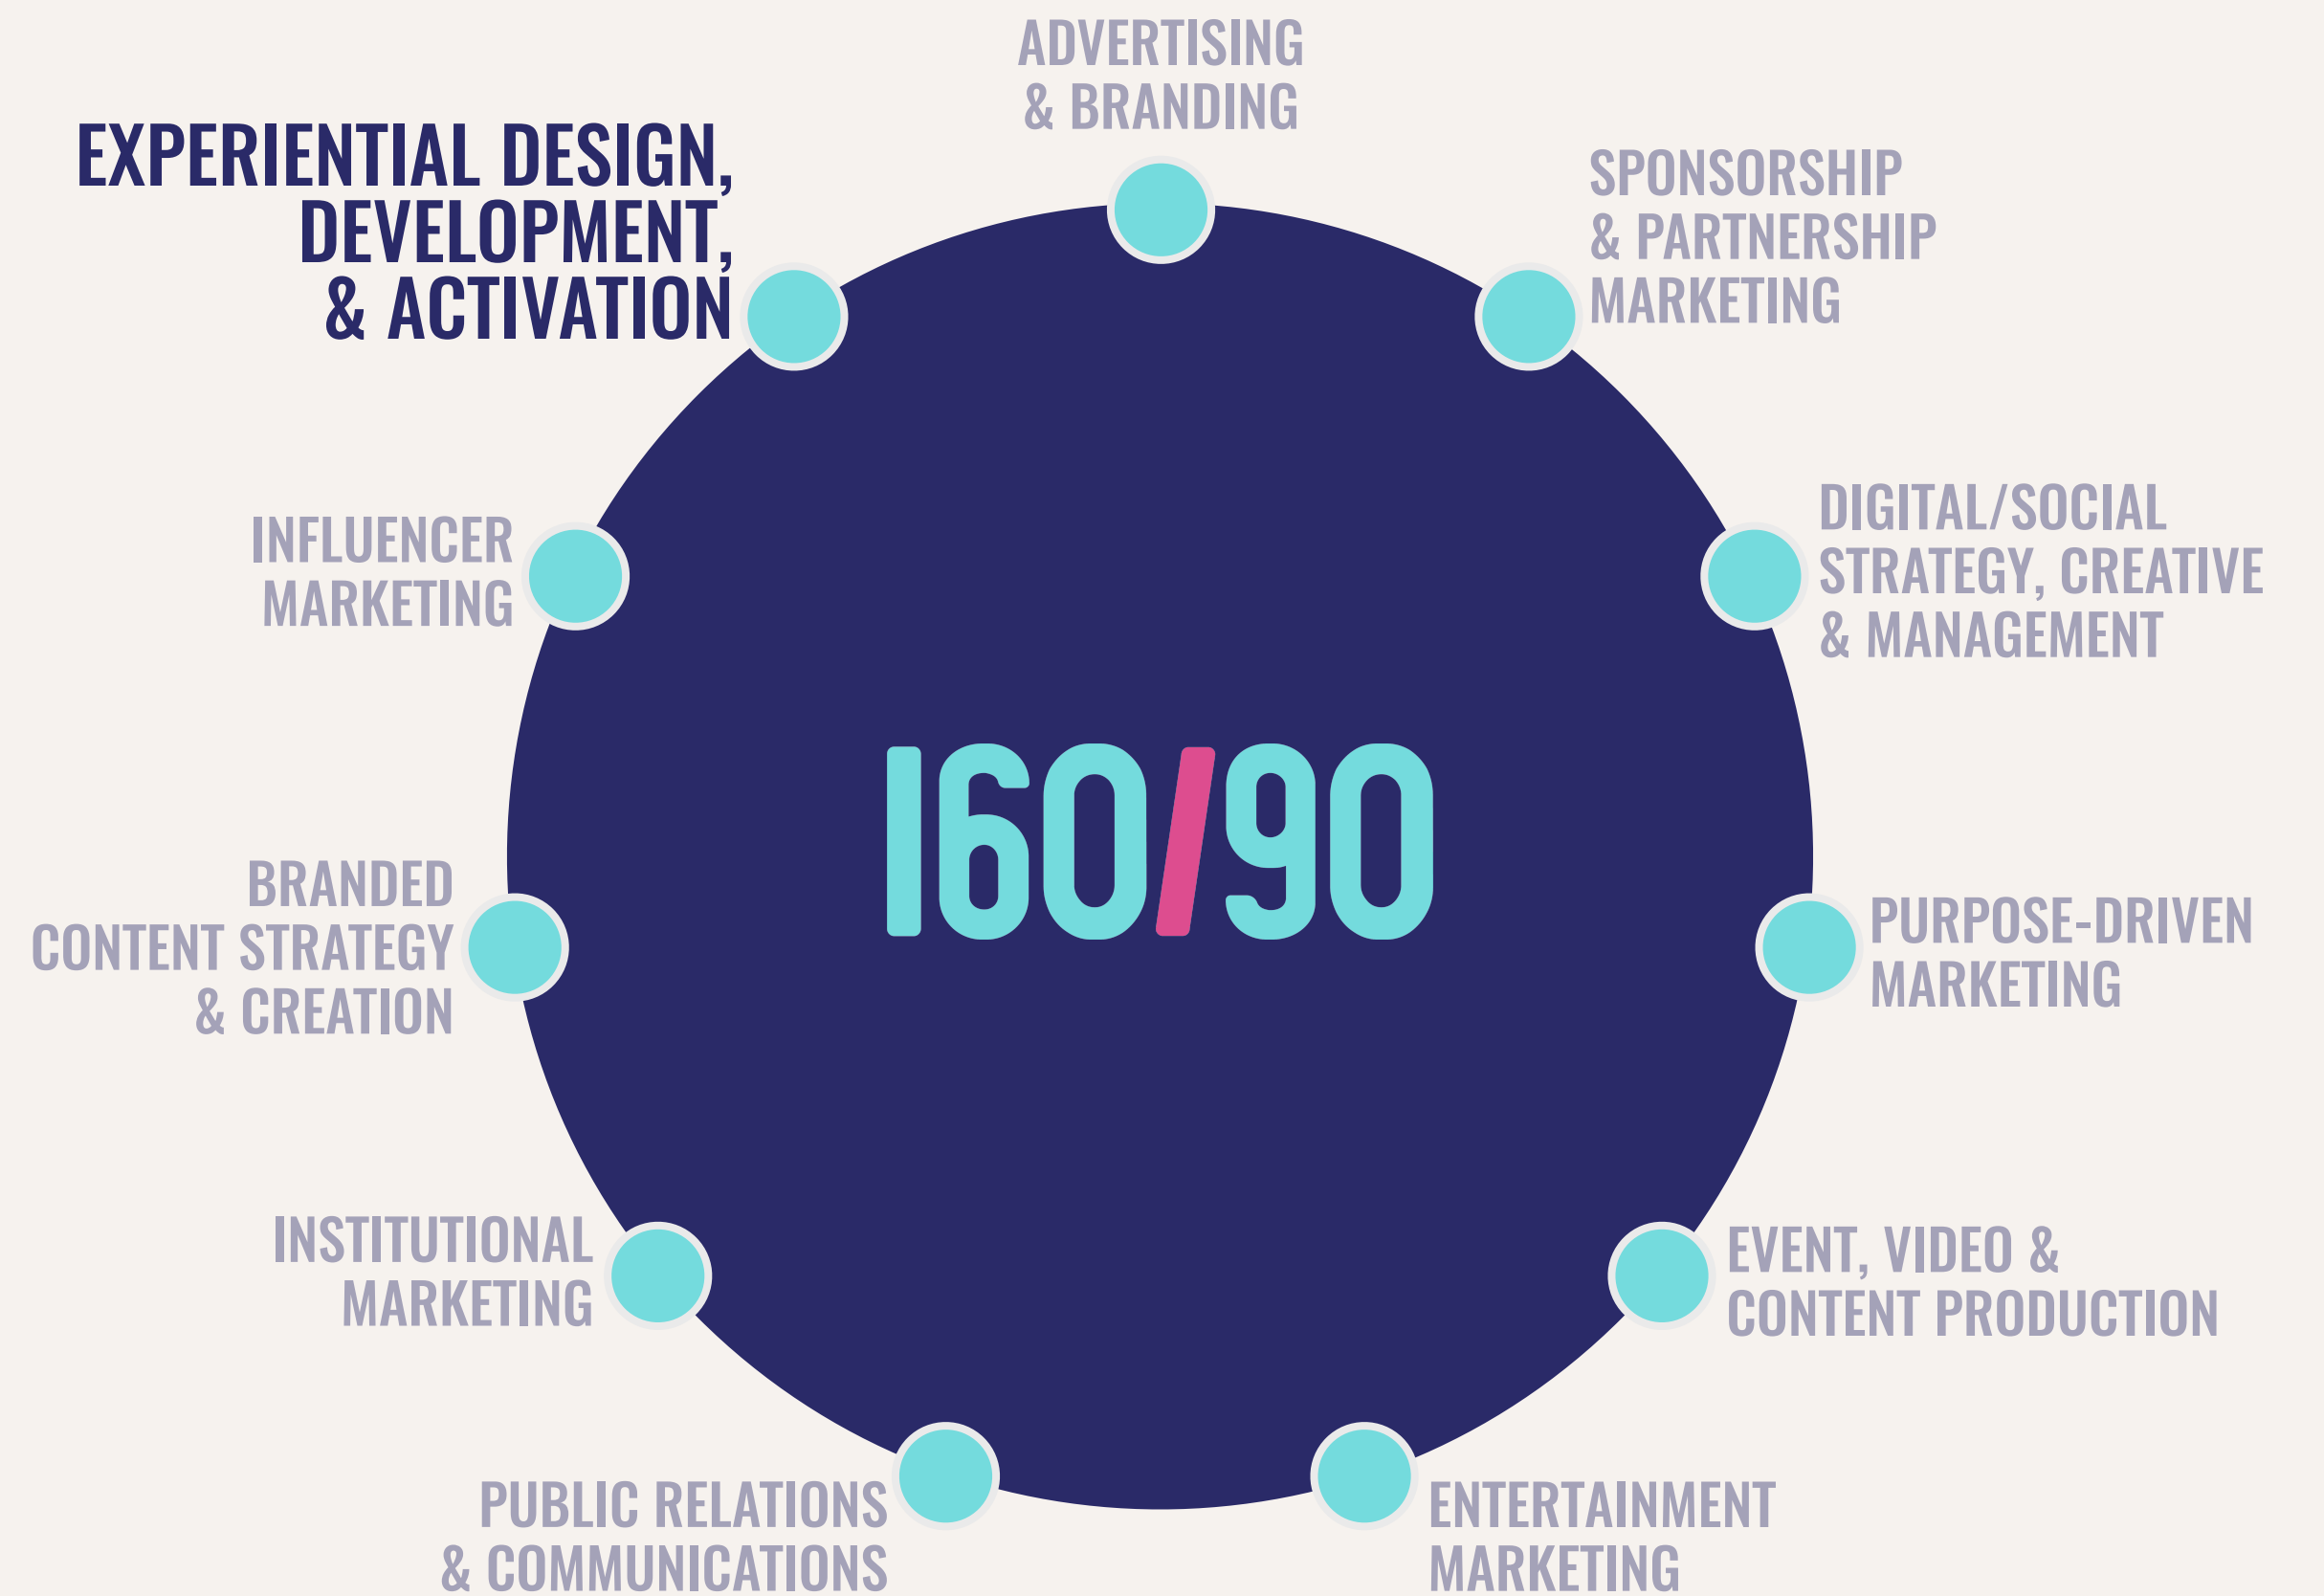 ADVERTISING
& BRANDING
EXPERIENTIAL DESIGN,
DEVELOPMENT,
& ACTIVATION
SPONSORSHIP
& PARTNERSHIP
MARKETING
INFLUENCER
MARKETING
DIGITAL/SOCIAL
STRATEGY, CREATIVE
& MANAGEMENT
160/90
BRANDED
CONTENT STRATEGY
& CREATION
PURPOSE-DRIVEN
MARKETING
INSTITUTIONAL
MARKETING
EVENT, VIDEO &
CONTENT PRODUCTION
PUBLIC RELATIONS
& COMMUNICATIONS
ENTERTAINMENT
MARKETING